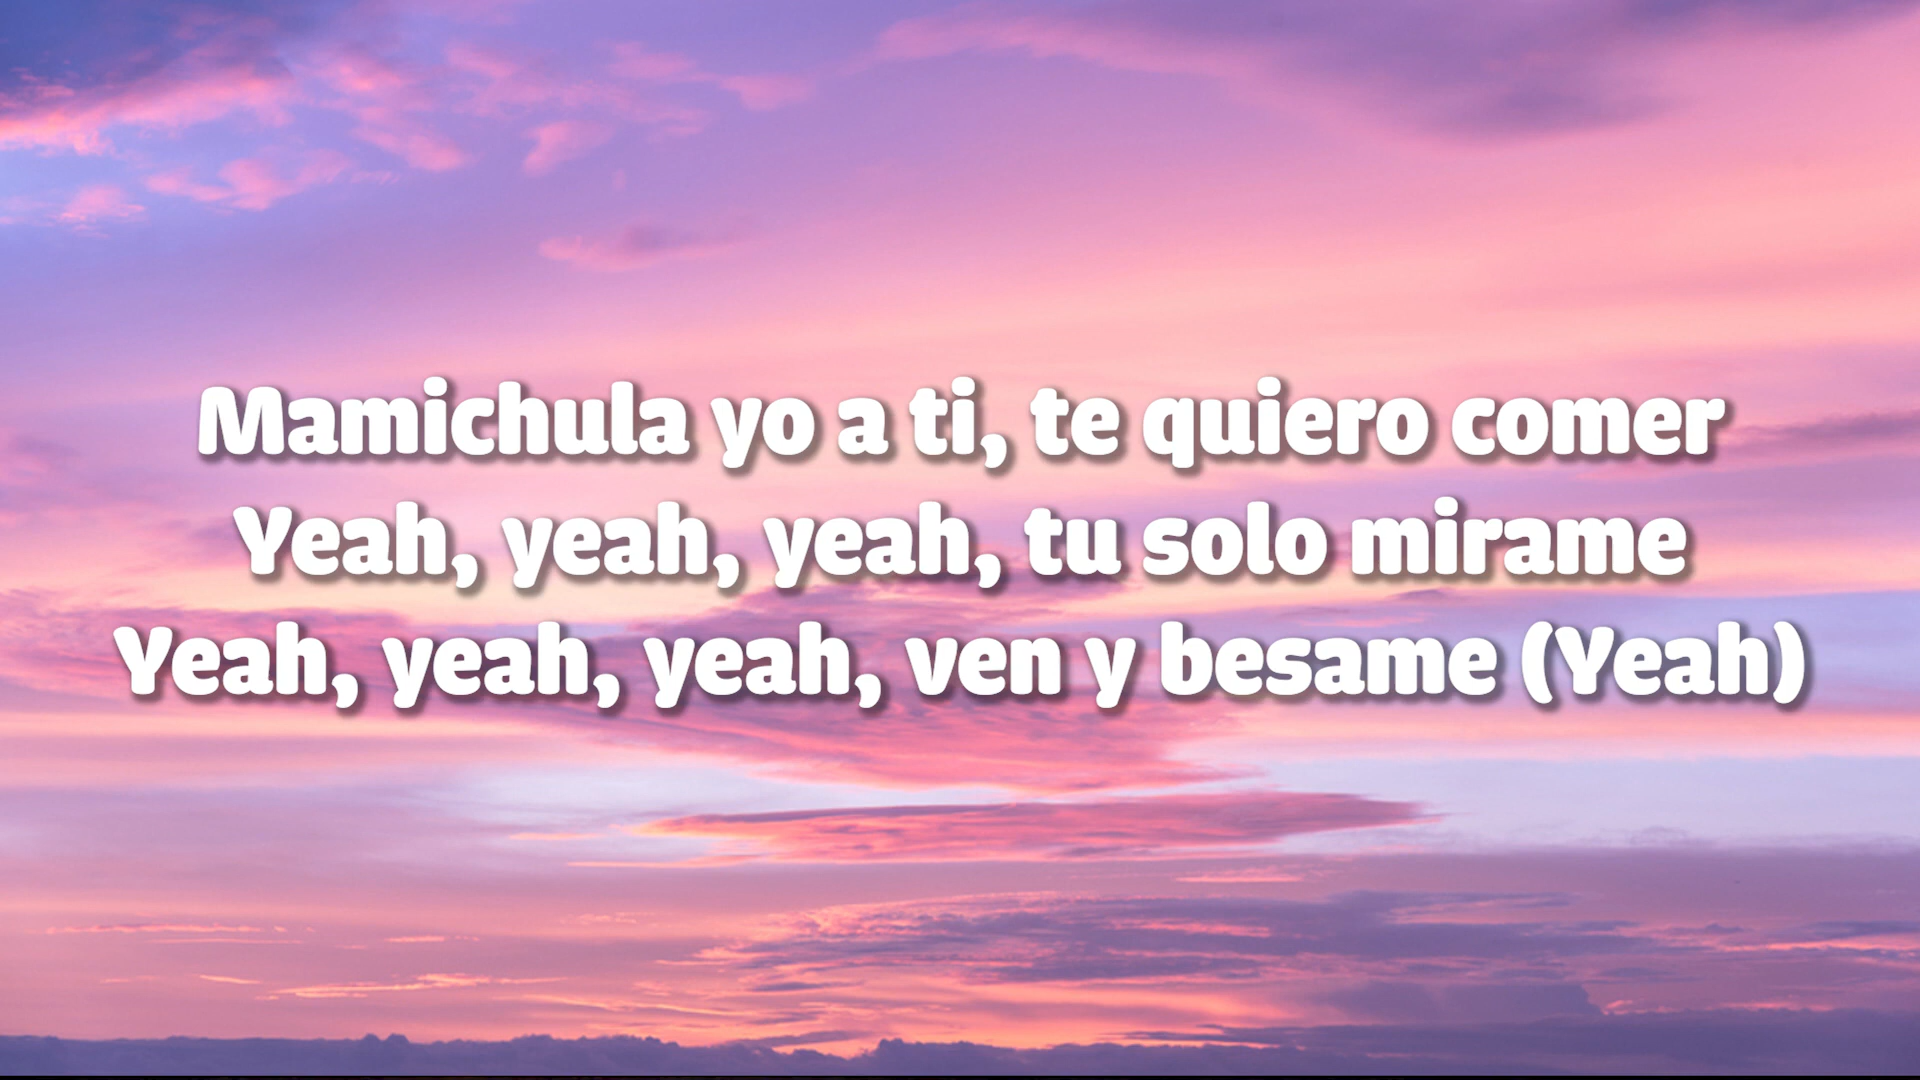 Mamichula yo a ti, te quiero comer
Yeah, yeah, yeah, tu solo mirame
Yeah, yeah, yeah, ven y besame (Yeah)